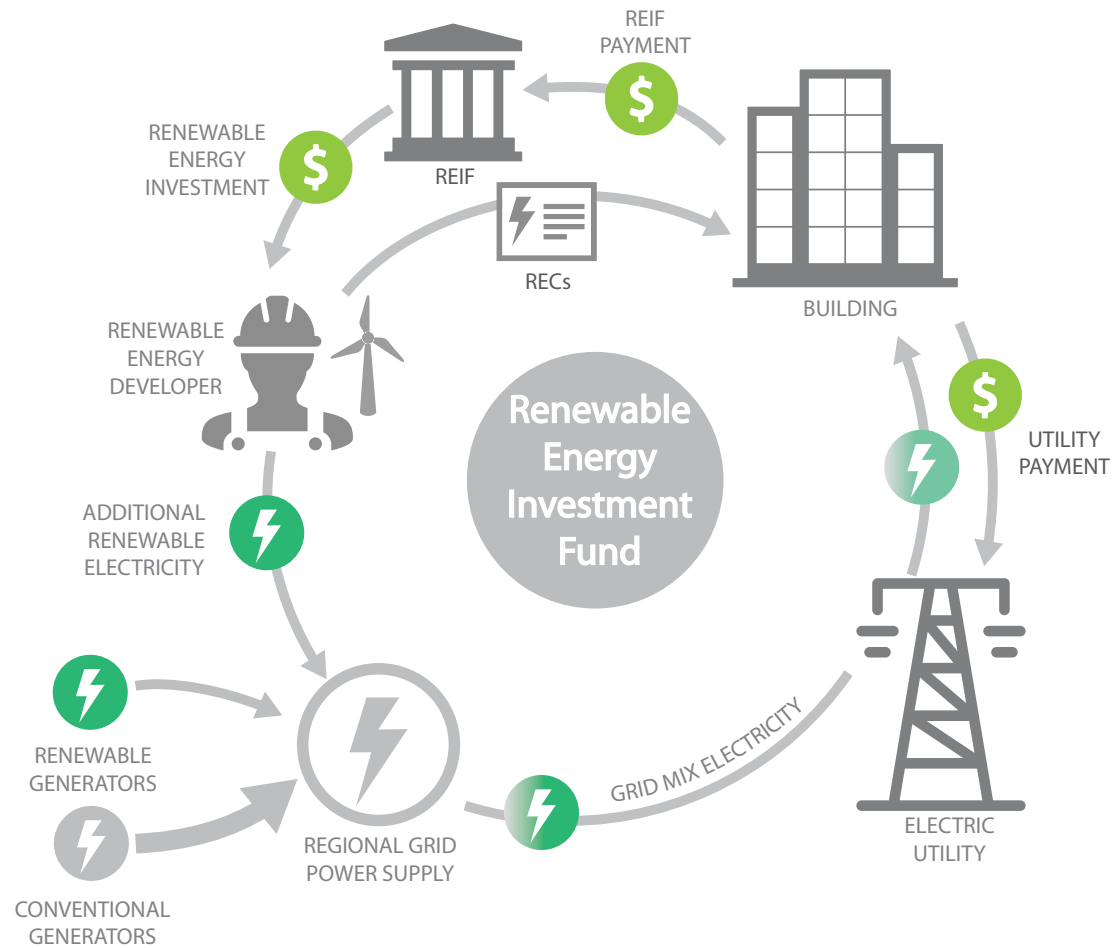 REIF
PAYMENT
$
RENEWABLE
ENERGY
INVESTMENT
$
REIF
RECs
BUILDING
RENEWABLE
ENERGY
DEVELOPER
Renewable
Energy
Investment
Fund
$
UTILITY
PAYMENT
ADDITIONAL
RENEWABLE
ELECTRICITY
RENEWABLE
GENERATORS
GRID MIX ELECTRICITY
REGIONAL GRID
POWER SUPPLY
ELECTRIC
UTILITY
CONVENTIONAL
GENERATORS